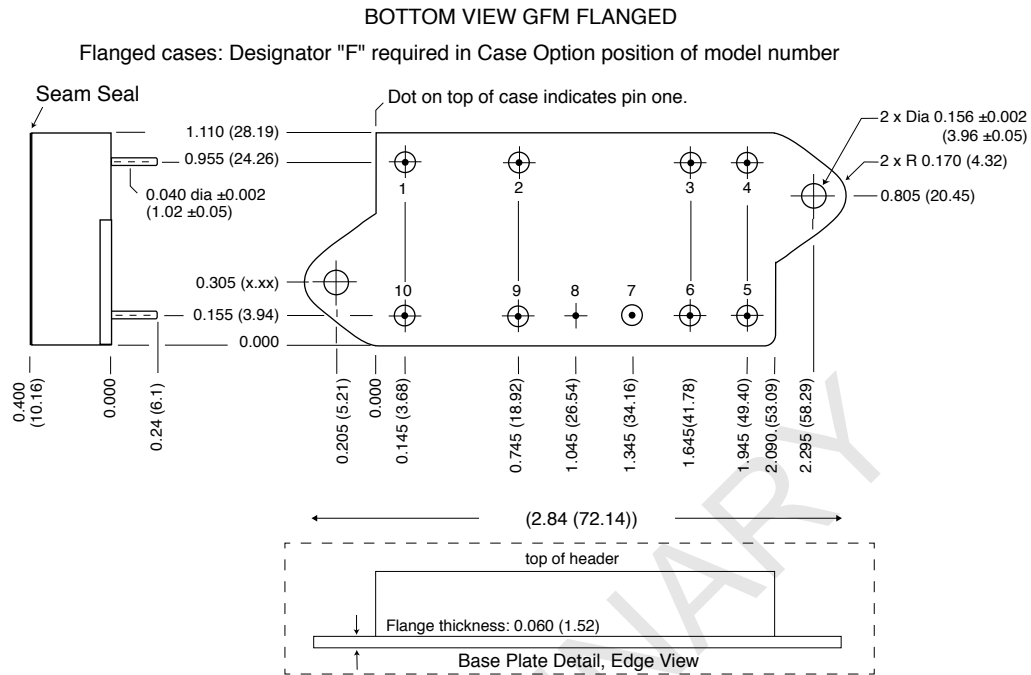 BOTTOM VIEW GFM FLANGED
Flanged cases: Designator "F" required in Case Option position of model number
Seam Seal
Dot on top of case indicates pin one.
1.110 (28.19)
0.955 (24.26)
0.040 dia ±0.002
(1.02 ±0.05)
0.305 (x.xx)
0.155 (3.94)
0.000
2 x Dia 0.156 ±0.002
(3.96 ±0.05)
2 x R 0.170 (4.32)
0.805 (20.45)
1
2
3
4
10
9
8
7
6
5
0.400
(10.16)
0.000
0.24 (6.1)
0.205 (5.21)
0.000
0.145 (3.68)
0.745 (18.92)
1.045 (26.54)
1.345 (34.16)
1.645(41.78)
1.945 (49.40)
2.090. (53.09)
2.295 (58.29)
(2.84 (72.14))
top of header
Flange thickness: 0.060 (1.52)
Base Plate Detail, Edge View